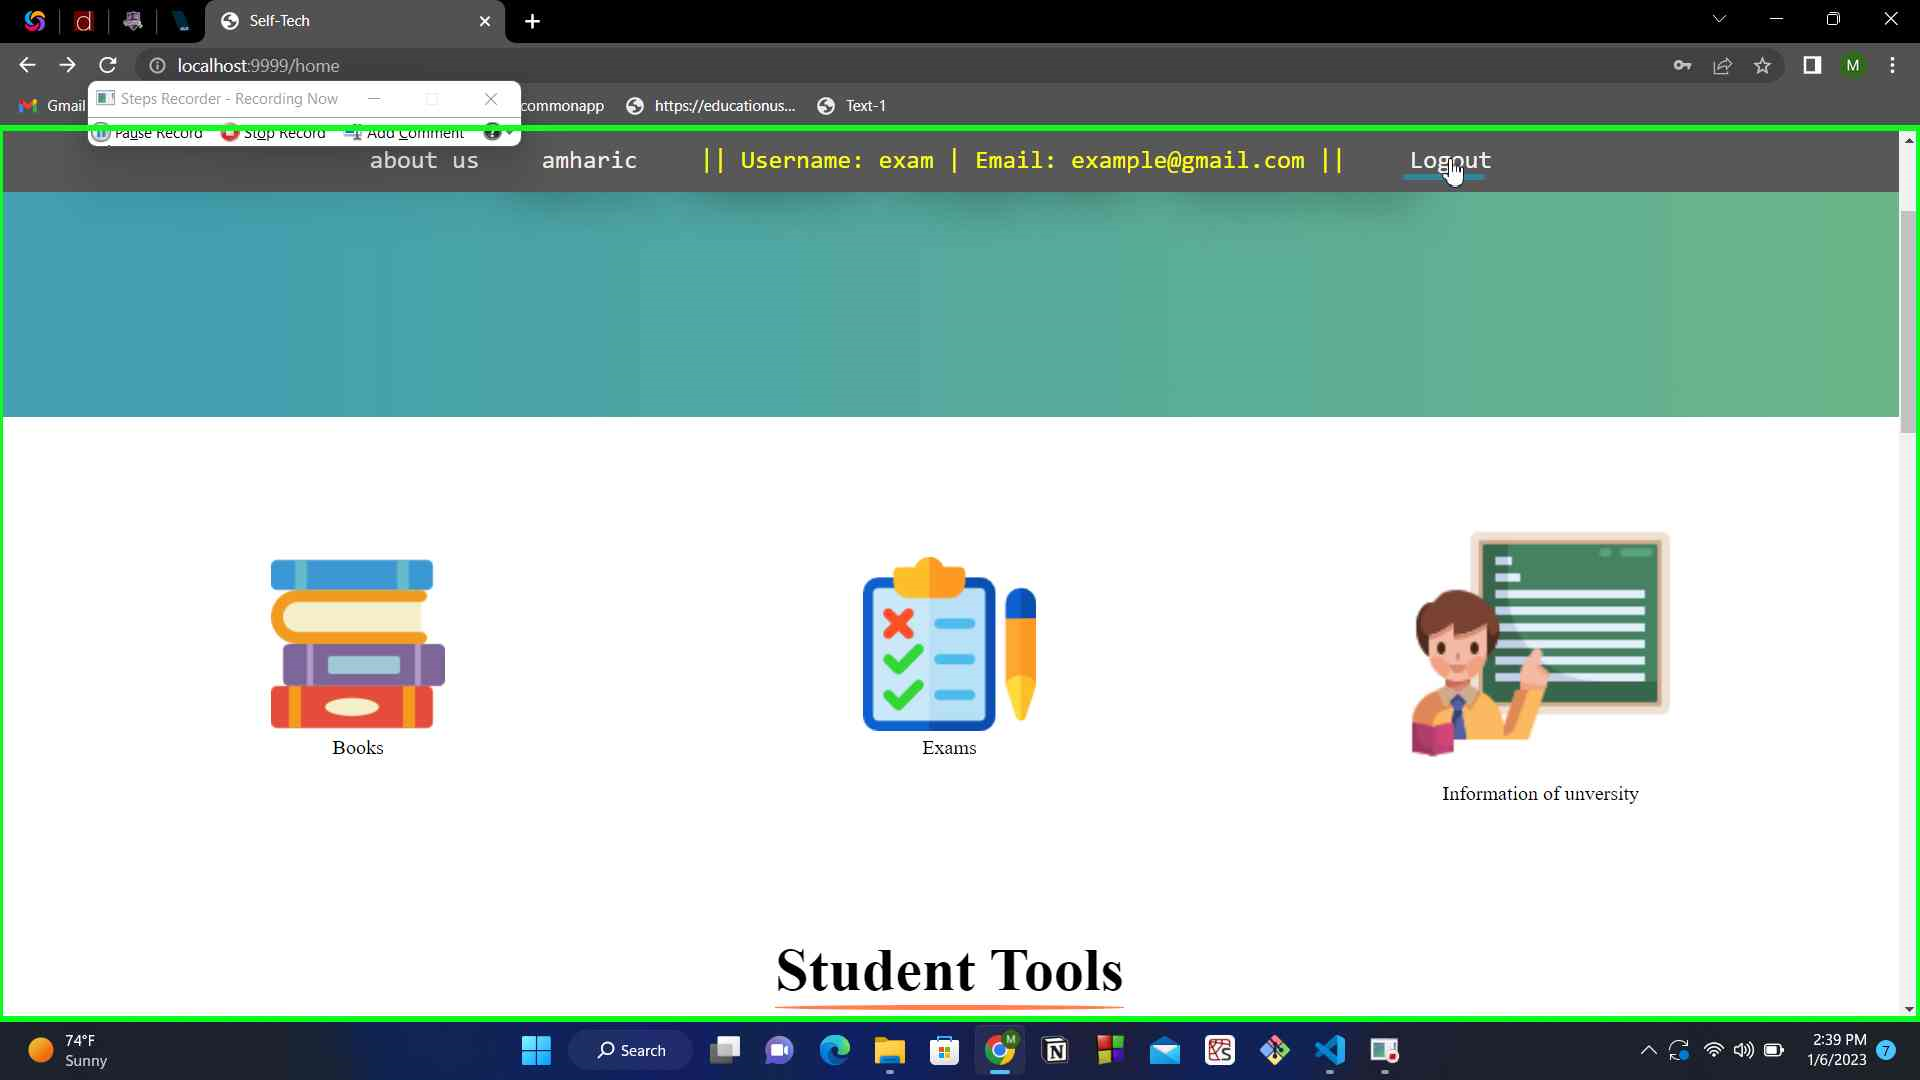 Self-Tech
localhost:9999/home
M
Gmail
commonapp
https://educationus...
Text-1
Steps Recorder - Recording Now
Pause Record Stop Record Add Comment
about us amharic || Username: exam | Email: example@gmail.com || Logout
Books
Exams
Information of unversity
Student Tools
74°F
Sunny
Search
2:39 PM
1/6/2023
7